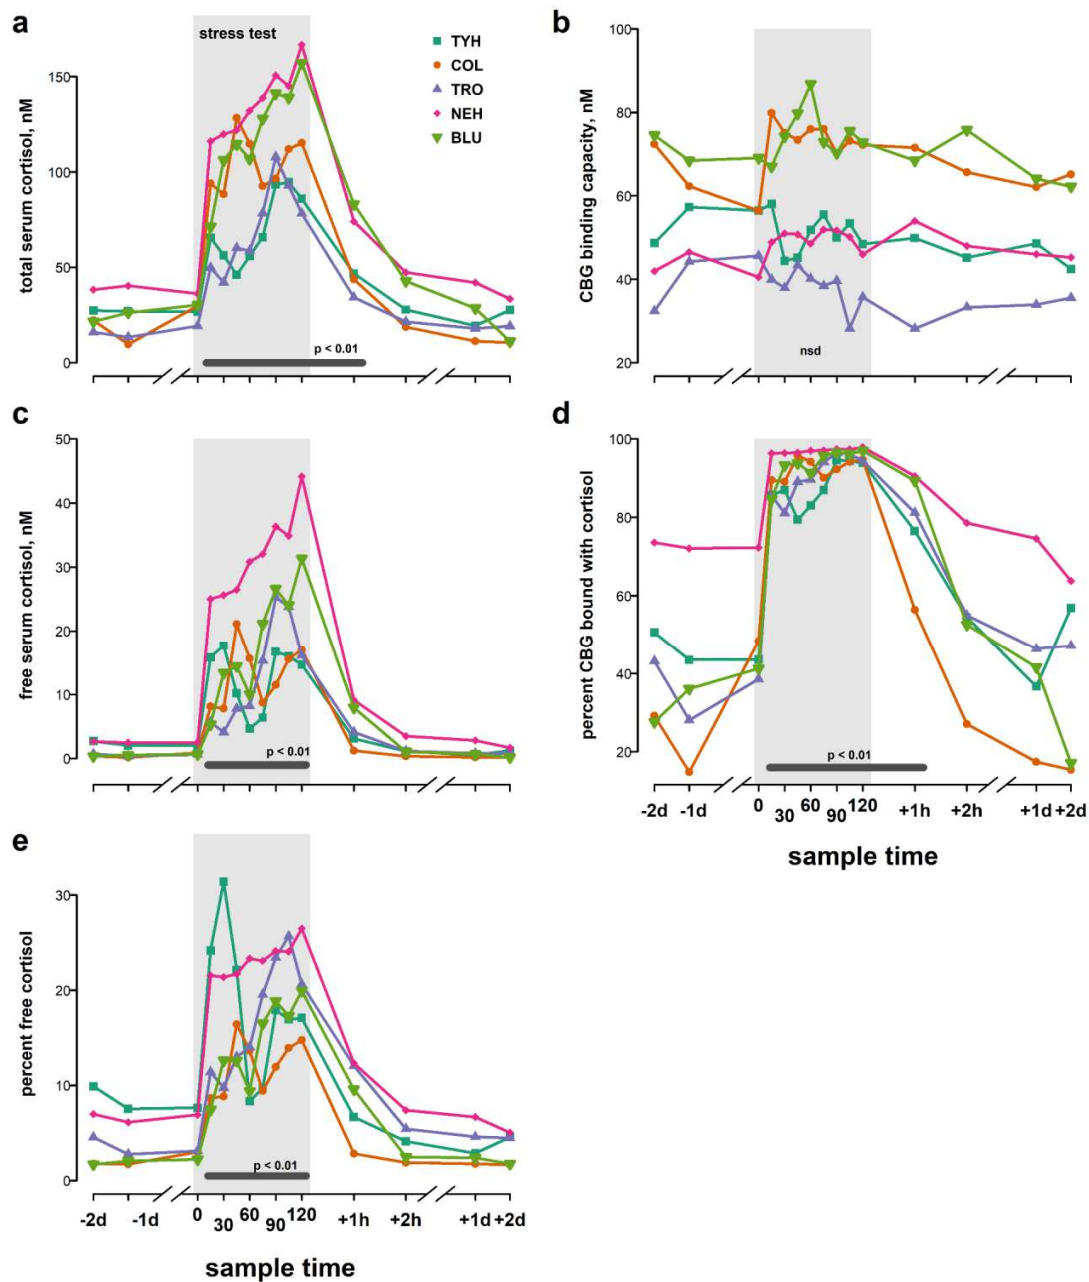 a
stress test
TYH
COL
TRO
NEH
BLU
total serum cortisol, nM
150
100
50
0
p < 0.01
b
CBG binding capacity, nM
100
80
60
40
20
nsd
c
free serum cortisol, nM
50
40
30
20
10
0
p < 0.01
d
percent CBG bound with cortisol
100
80
60
40
20
p < 0.01
-2d -1d 0 30 60 90 120 +1h +2h +1d +2d
sample time
e
percent free cortisol
30
20
10
0
p < 0.01
-2d -1d 0 30 60 90 120 +1h +2h +1d +2d
sample time